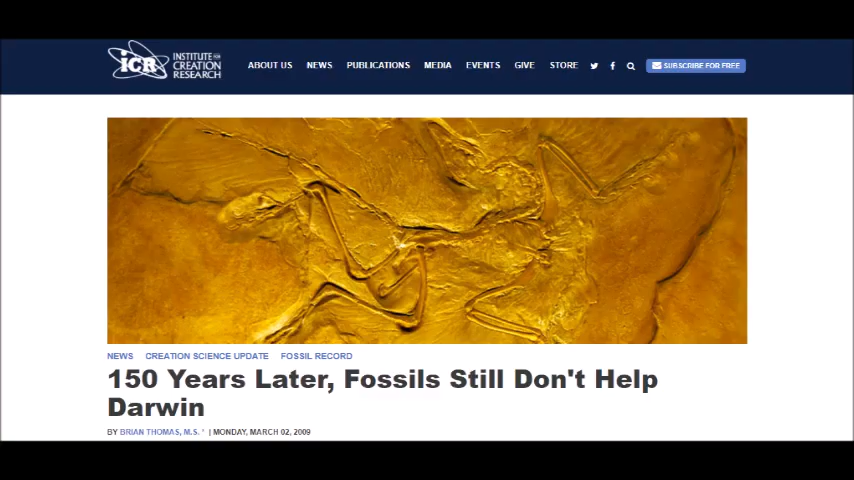 iCR INSTITUTE FOR CREATION RESEARCH
ABOUT US NEWS PUBLICATIONS MEDIA EVENTS GIVE STORE SUBSCRIBE FOR FREE
NEWS CREATION SCIENCE UPDATE FOSSIL RECORD
150 Years Later, Fossils Still Don't Help
Darwin
BY BRIAN THOMAS, M.S. * | MONDAY, MARCH 02, 2009